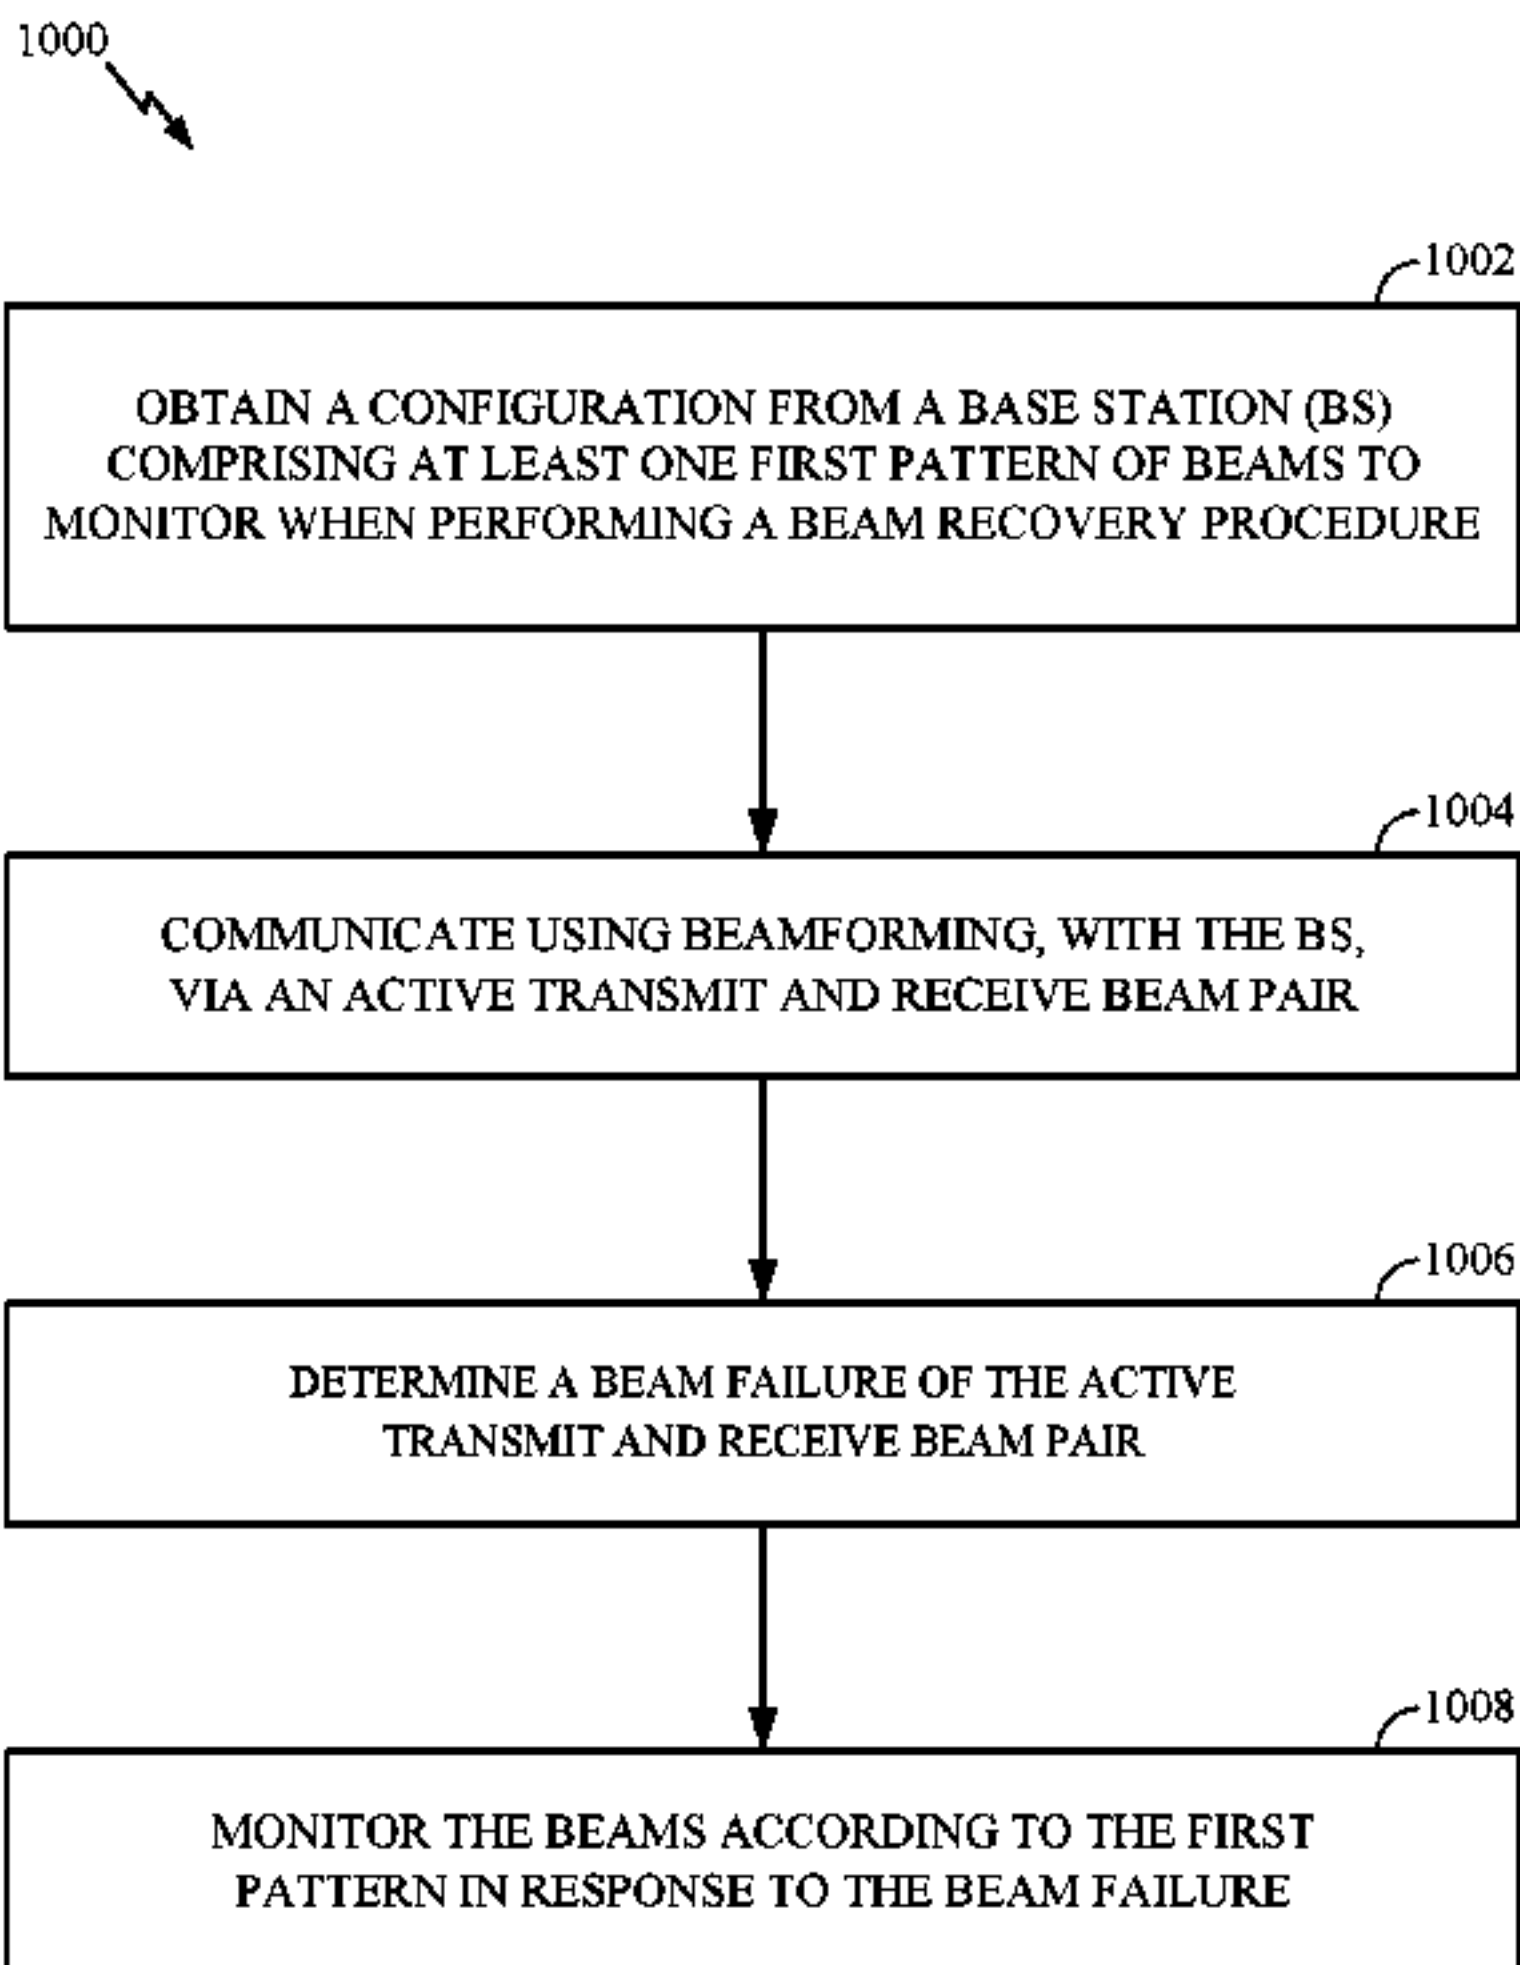 1000
1002
OBTAIN A CONFIGURATION FROM A BASE STATION (BS)
COMPRISING AT LEAST ONE FIRST PATTERN OF BEAMS TO
MONITOR WHEN PERFORMING A BEAM RECOVERY PROCEDURE
1004
COMMUNICATE USING BEAMFORMING, WITH THE BS,
VIA AN ACTIVE TRANSMIT AND RECEIVE BEAM PAIR
1006
DETERMINE A BEAM FAILURE OF THE ACTIVE
TRANSMIT AND RECEIVE BEAM PAIR
1008
MONITOR THE BEAMS ACCORDING TO THE FIRST
PATTERN IN RESPONSE TO THE BEAM FAILURE